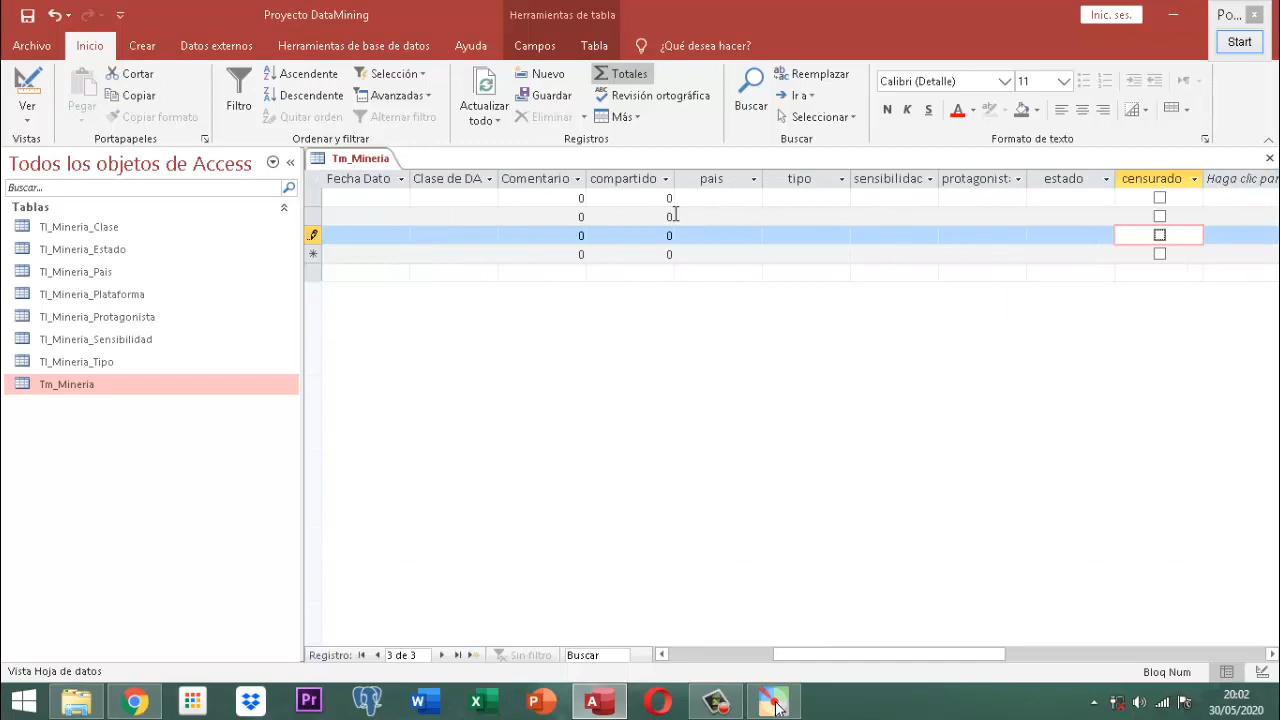 Proyecto DataMining
Herramientas de tabla
Inic. ses.
Po...
Archivo Inicio Crear Datos externos Herramientas de base de datos Ayuda Campos Tabla ¿Qué desea hacer?
Start
Ver
Pegar
Cortar
Copiar
Copiar formato
Filtro
Ascendente
Descendente
Quitar orden
Selección
Alternar filtro
Actualizar todo
Nuevo
Guardar
Eliminar
Totales
Revisión ortográfica
Más
Buscar
Reemplazar
Ir a
Seleccionar
Calibri (Detalle) 11
N K S
Vistas Portapapeles Ordenar y filtrar Registros Buscar Formato de texto
Todos los objetos de Access
Buscar...
Tablas
Tl_Mineria_Clase
Tl_Mineria_Estado
Tl_Mineria_Pais
Tl_Mineria_Plataforma
Tl_Mineria_Protagonista
Tl_Mineria_Sensibilidad
Tl_Mineria_Tipo
Tm_Mineria
Tm_Mineria
Fecha Dato Clase de DA Comentario compartido pais tipo sensibilidac protagonist estado censurado Haga clic par
0 0
0 0
0 0
0 0
Registro: 3 de 3 Sin filtro Buscar
Vista Hoja de datos
Bloq Num
20:02
30/05/2020